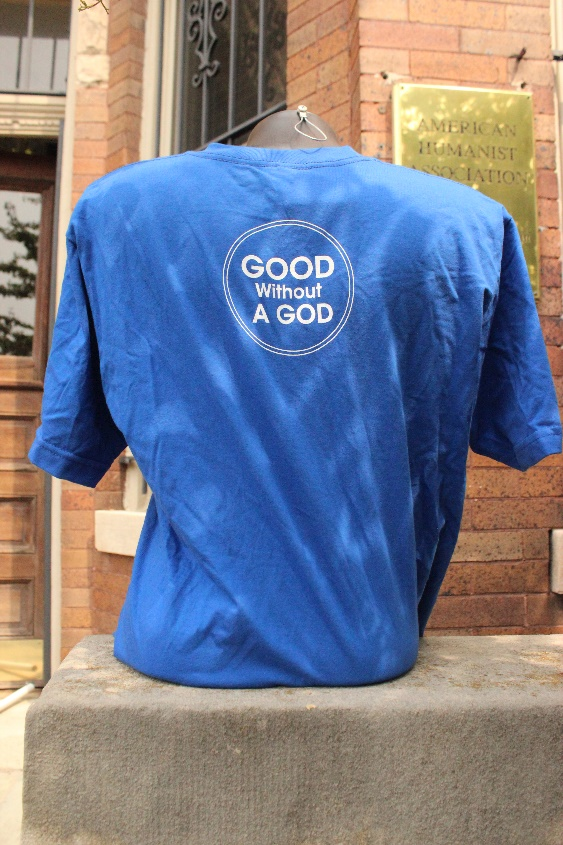 GOOD
Without
A GOD
AMERICAN
HUMANIST
ASSOCIATION